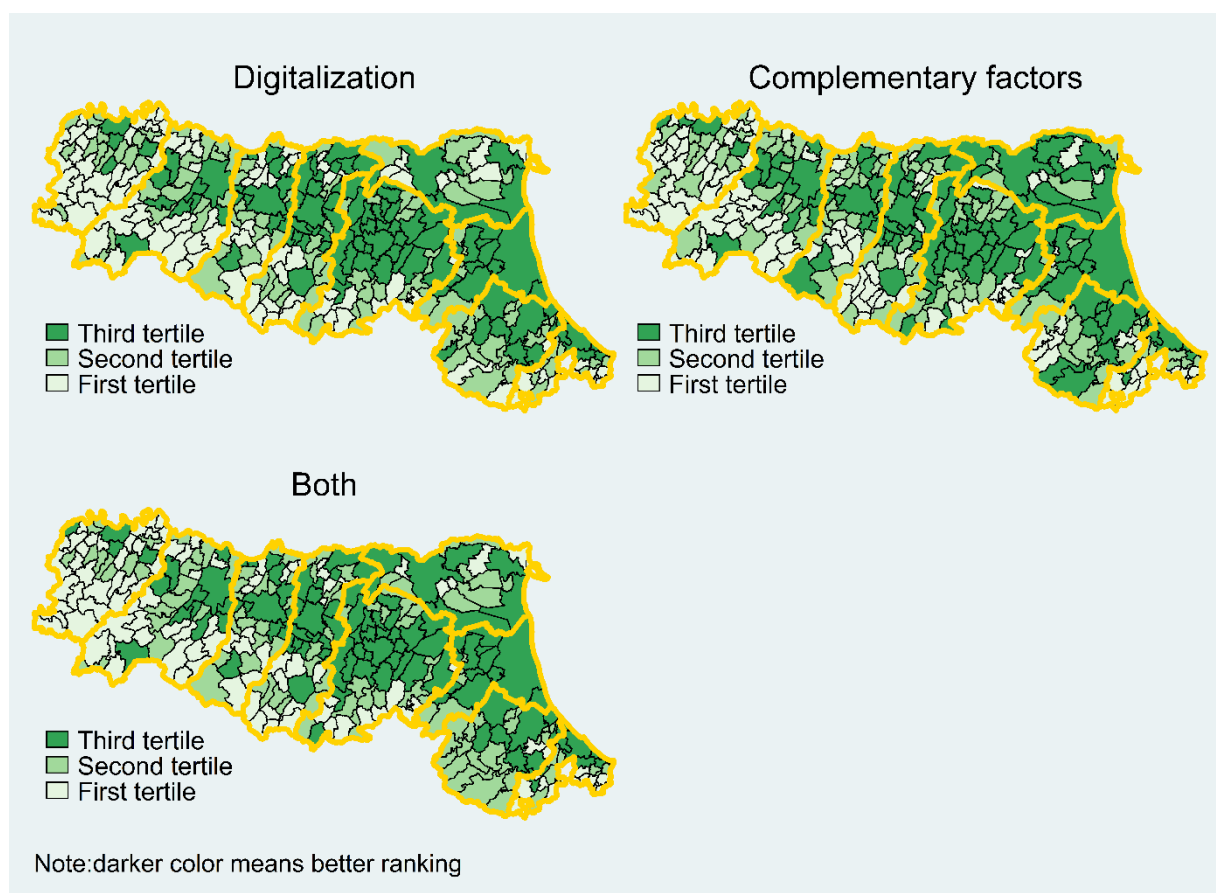 Digitalization
Third tertile
Second tertile
First tertile
Complementary factors
Third tertile
Second tertile
First tertile
Both
Third tertile
Second tertile
First tertile
Note:darker color means better ranking